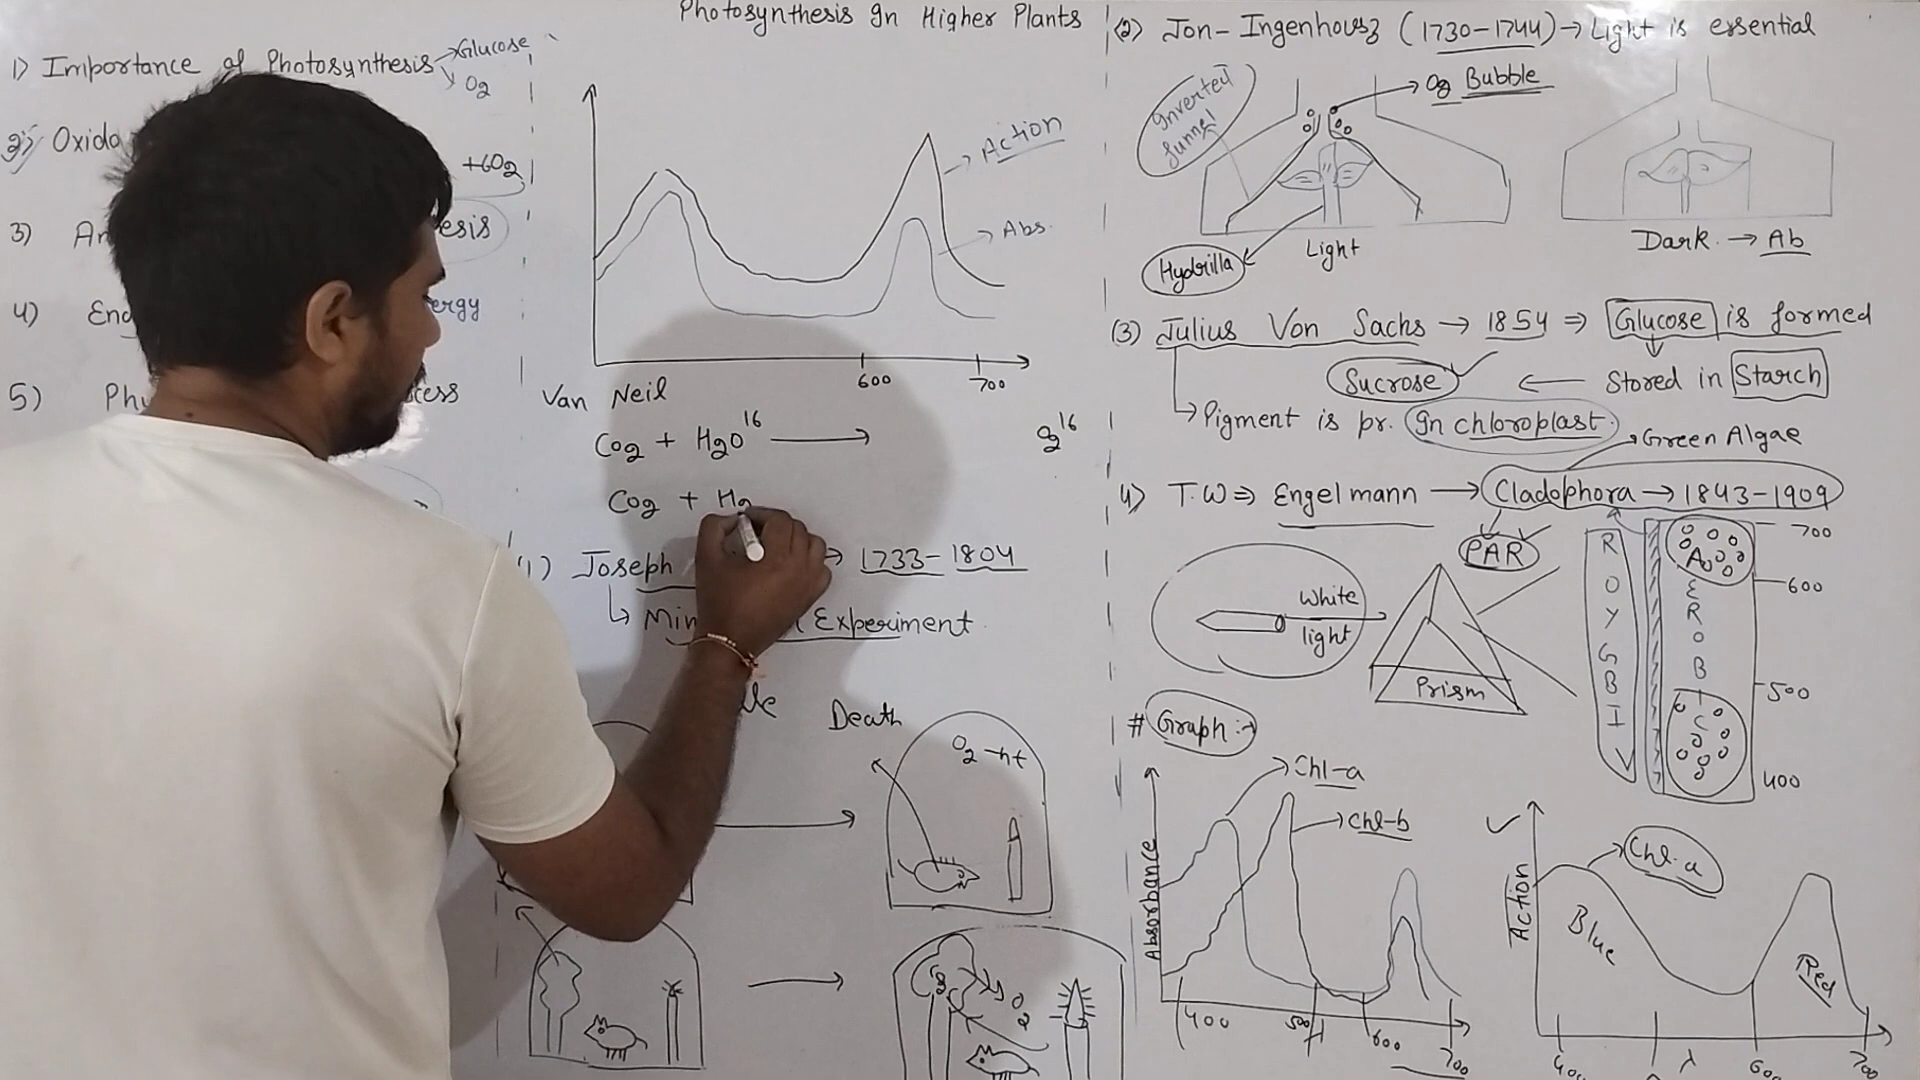 Photosynthesis In Higher Plants
1) Importance of Photosynthesis → Glucose
O2
2) Oxido
+6O2
3) An esis
4) ergy
5) Phy cess
Action
Abs.
600 700
Van Neil
CO2 + H2O16 → O216
CO2 + H2
(1) Joseph ⇒ 1733-1804
↳ Min Experiment
Death
O2 -nt
O2
(2) Jon-Ingenhousz (1730-1744) → Light is essential
Inverted funnel
→ O2 Bubble
Hydrilla
Light
Dark → Ab
(3) Julius Von Sachs → 1854 ⇒ Glucose is formed
Sucrose ← Stored in Starch
↳ Pigment is pr. In chloroplast.
Green Algae
4) T.W ⇒ Engelmann → Cladophora → 1843-1909
PAR
White light
Prism
R O Y G B I V
A E R O B I C
700
600
500
400
# Graph :-
Chl-a
Chl-b
Absorbance
400 500 600 700
Action
Chl-a
Blue
Red
400 λ 600 700